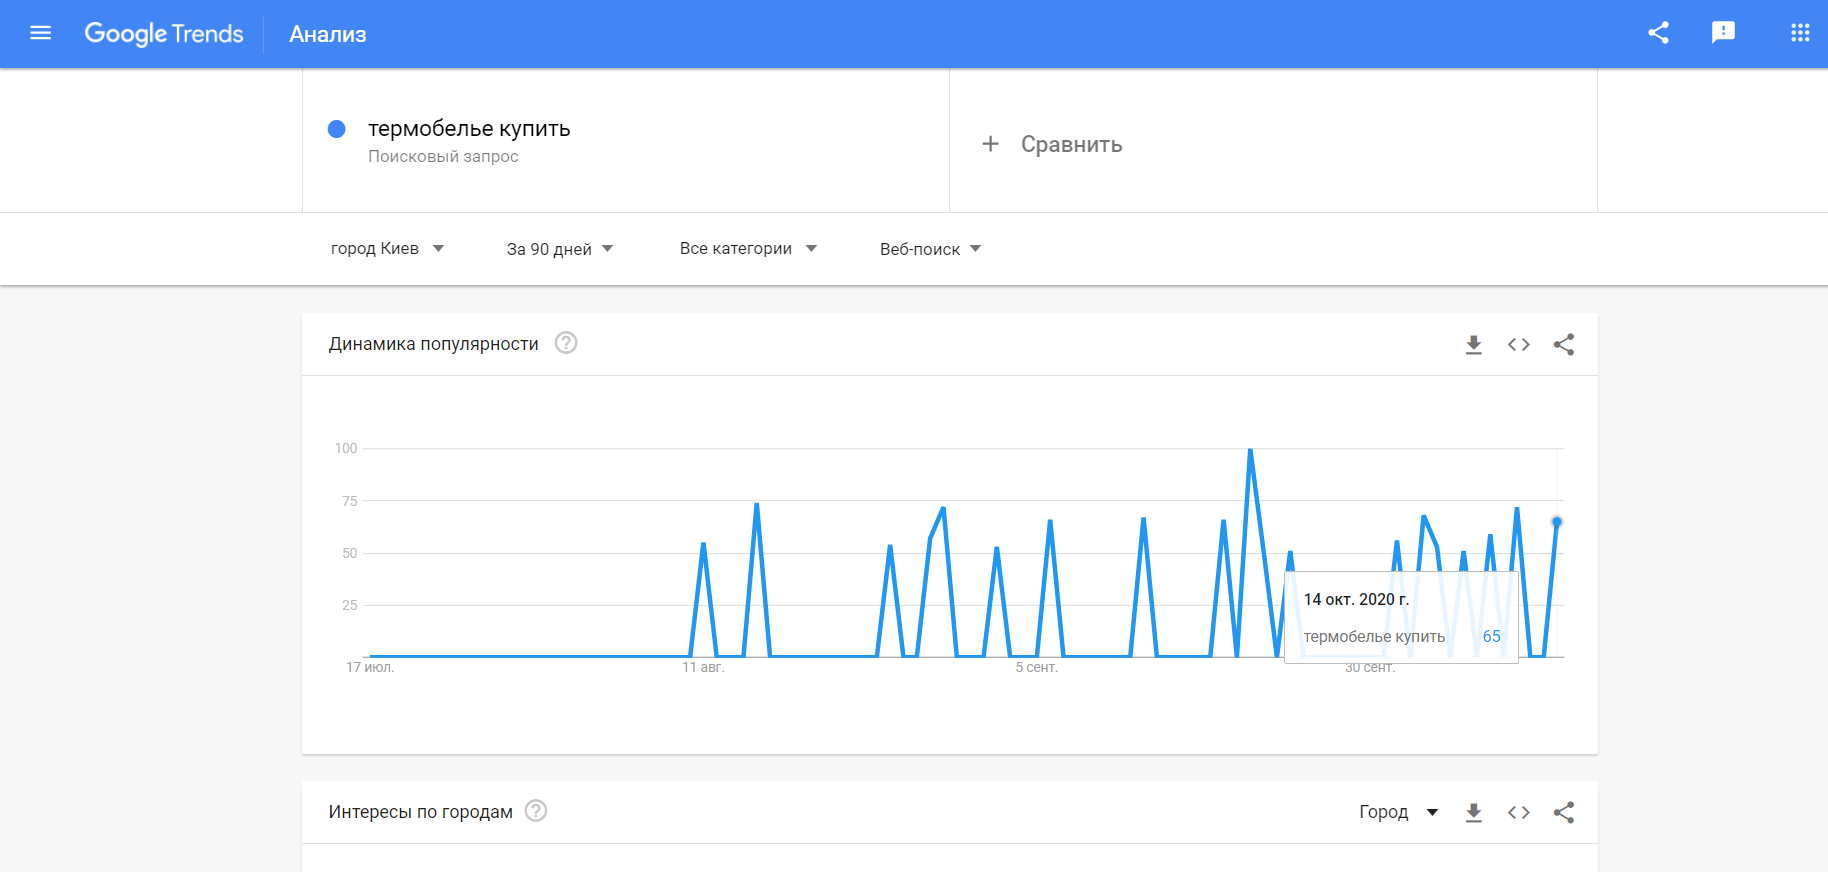 Google Trends Анализ
термобелье купить
Поисковый запрос
Сравнить
город Киев За 90 дней Все категории Веб-поиск
Динамика популярности
100
75
50
25
14 окт. 2020 г.
термобелье купить 65
17 июл. 11 авг. 5 сент. 30 сент.
Интересы по городам Город